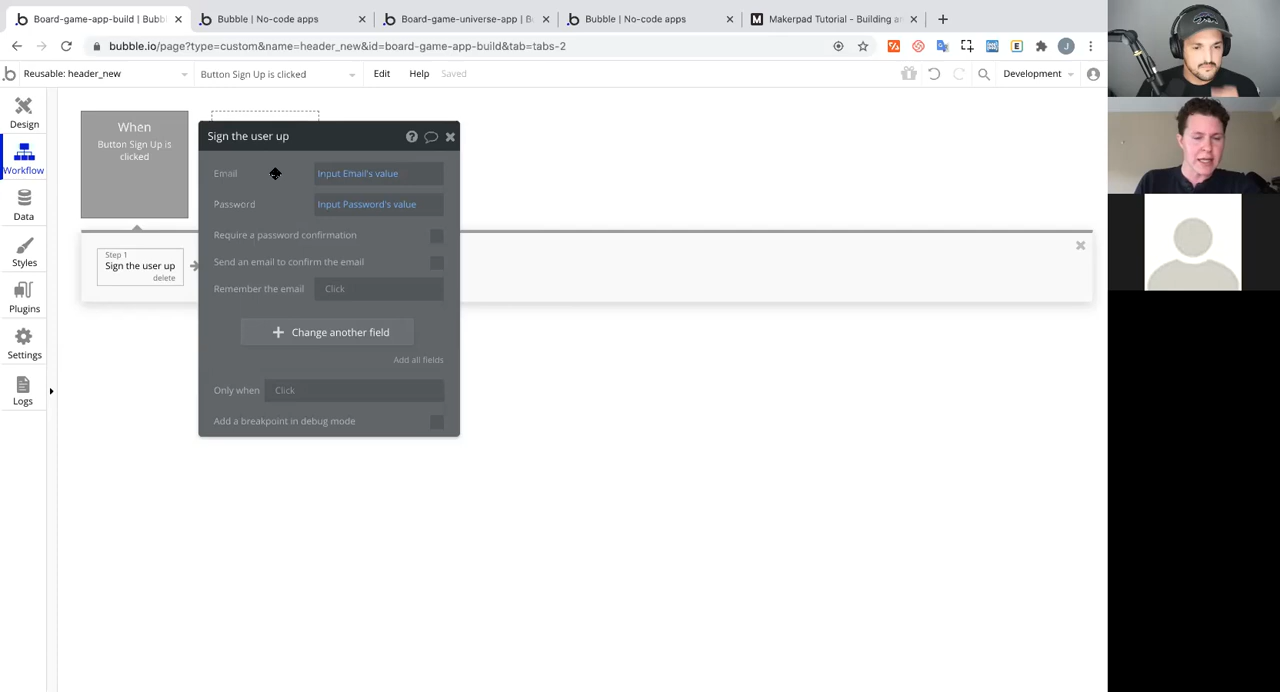 Board-game-app-build | Bubb
Bubble | No-code apps
Board-game-universe-app | B
Bubble | No-code apps
Makerpad Tutorial - Building a
bubble.io/page?type=custom&name=header_new&id=board-game-app-build&tab=tabs-2
Reusable: header_new
Button Sign Up is clicked
Edit
Help
Saved
Development
Design
Workflow
Data
Styles
Plugins
Settings
Logs
When
Button Sign Up is
clicked
Step 1
Sign the user up
delete
Sign the user up
Email
Input Email's value
Password
Input Password's value
Require a password confirmation
Send an email to confirm the email
Remember the email
Click
Change another field
Add all fields
Only when
Click
Add a breakpoint in debug mode